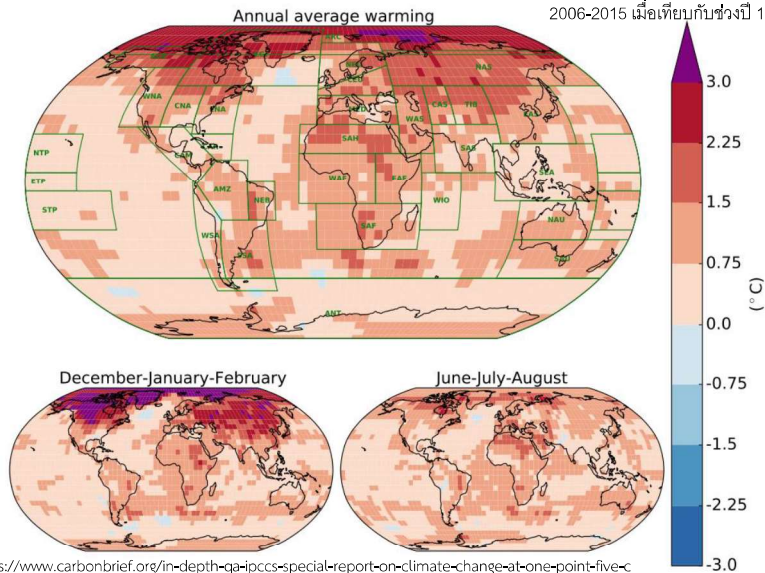 Annual average warming
2006-2015 เมื่อเทียบกับช่วงปี 1
3.0
2.25
1.5
0.75
0.0
-0.75
-1.5
-2.25
-3.0
(°C)
ARC
NAS
WNA
CNA
ENA
CAS
TIB
EAS
WAS
SAH
SAS
CAM
NTP
ETP
STP
AMZ
NEB
WAF
EAF
WIO
SEA
WSA
SSA
SAF
NAU
SAU
ANT
December-January-February
June-July-August
s://www.carbonbrief.org/in-depth-qa-ipccs-special-report-on-climate-change-at-one-point-five-c